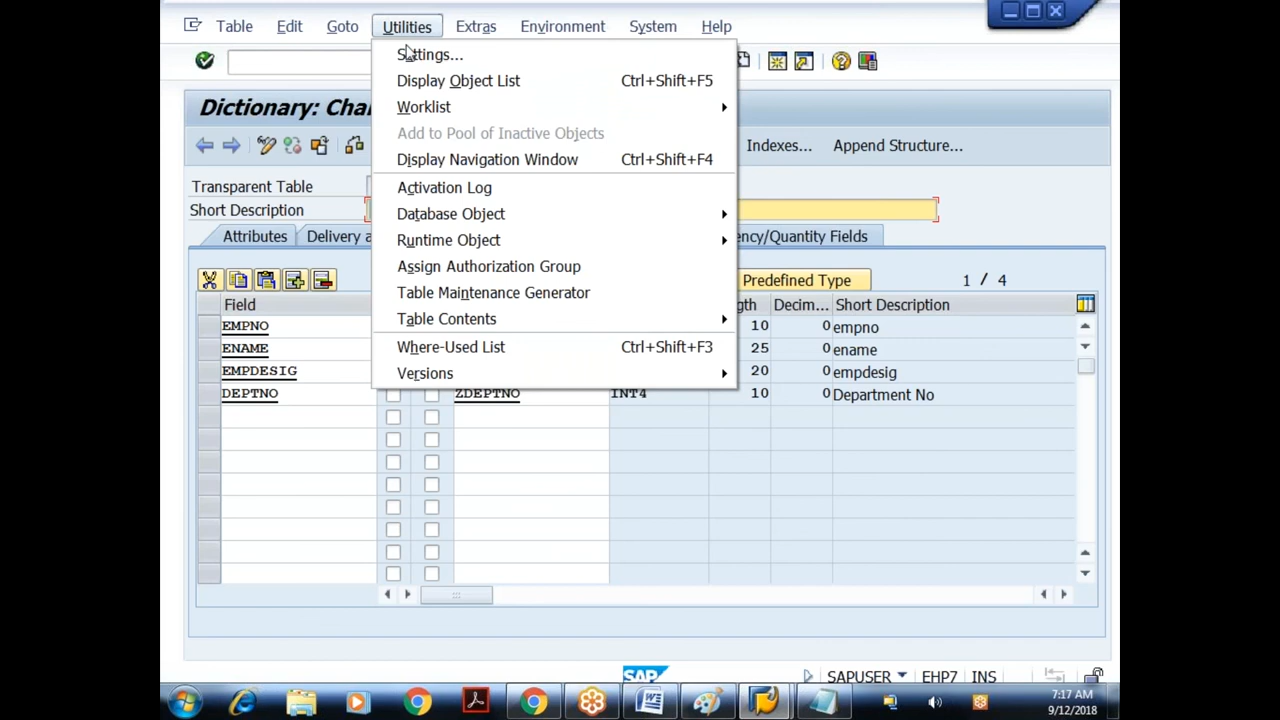 Table Edit Goto Utilities Extras Environment System Help
Settings...
Display Object List Ctrl+Shift+F5
Worklist
Add to Pool of Inactive Objects
Display Navigation Window Ctrl+Shift+F4
Activation Log
Database Object
Runtime Object
Assign Authorization Group
Table Maintenance Generator
Table Contents
Where-Used List Ctrl+Shift+F3
Versions
Dictionary: Cha
Indexes... Append Structure...
Transparent Table
Short Description
Attributes Delivery a ency/Quantity Fields
Predefined Type 1 / 4
Field gth Decim... Short Description
EMPNO 10 0 empno
ENAME 25 0 ename
EMPDESIG 20 0 empdesig
DEPTNO ZDEPTNO INT4 10 0 Department No
SAP SAPUSER EHP7 INS
7:17 AM
9/12/2018